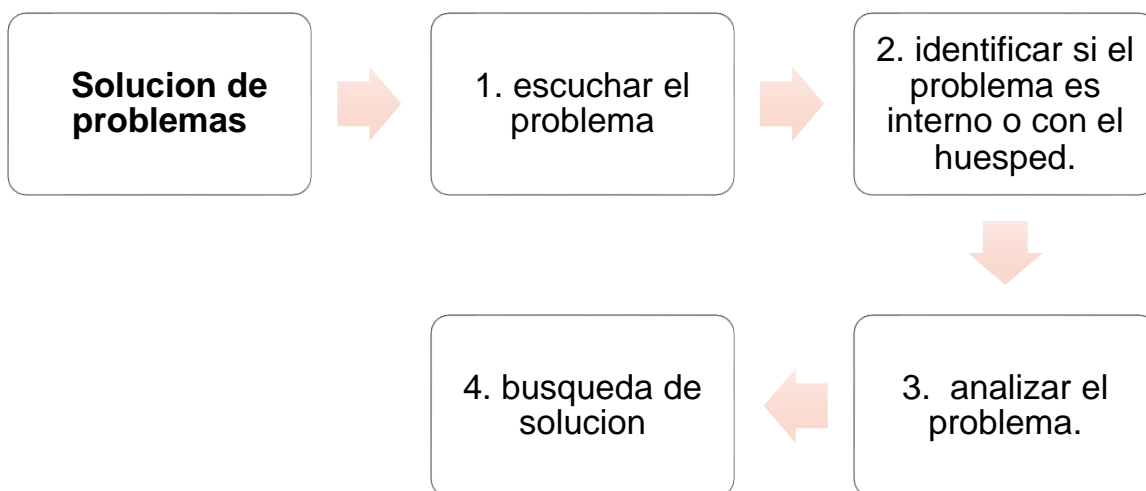 Solucion de
problemas
1. escuchar el
problema
2. identificar si el
problema es
interno o con el
huesped.
3. analizar el
problema.
4. busqueda de
solucion